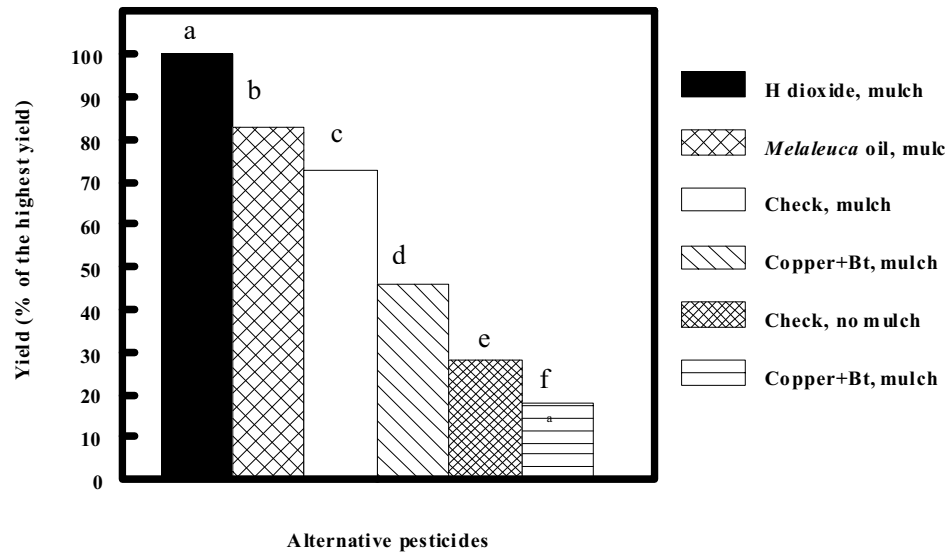 a
b
c
d
e
f
a
100
90
80
70
60
50
40
30
20
10
0
Yield (% of the highest yield)
Alternative pesticides
H dioxide, mulch
Melaleuca oil, mulc
Check, mulch
Copper+Bt, mulch
Check, no mulch
Copper+Bt, mulch